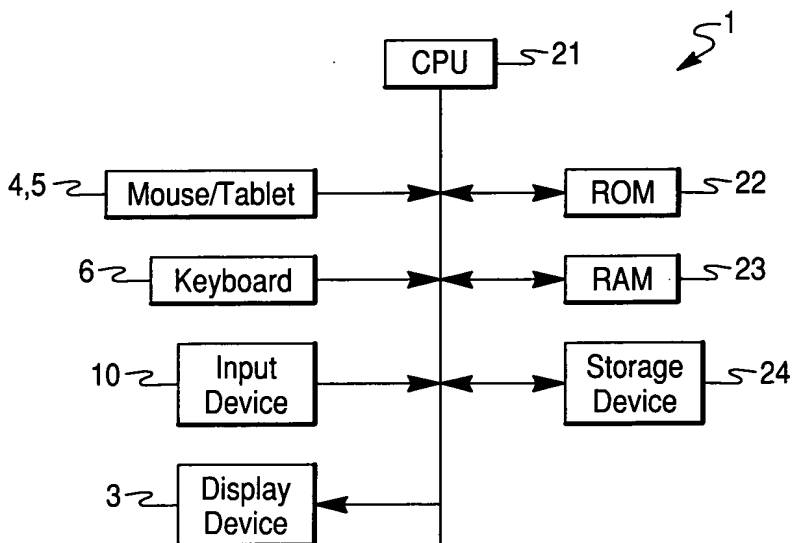 1
CPU 21
4,5 Mouse/Tablet
ROM 22
6 Keyboard
RAM 23
10 Input
Device
Storage
Device 24
3 Display
Device